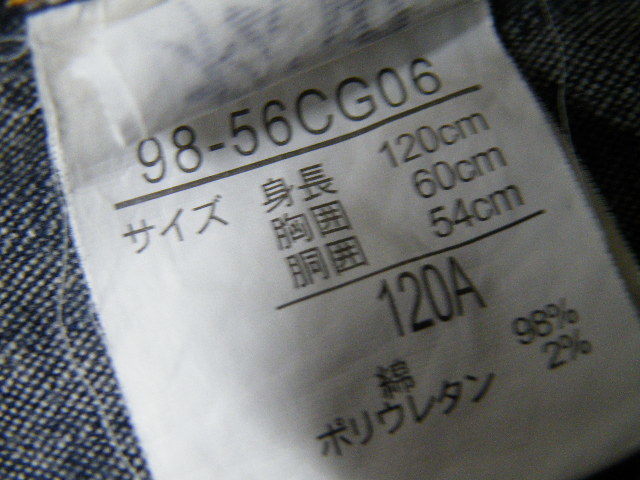 98-56CG06
サイズ 身長 120cm
胸囲 60cm
胴囲 54cm
120A
綿 98%
ポリウレタン 2%